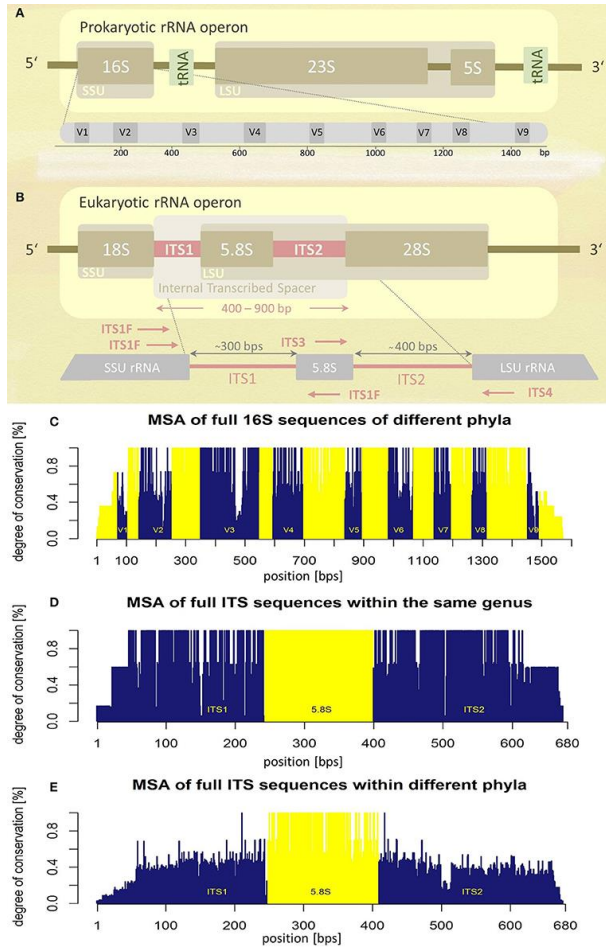 A
Prokaryotic rRNA operon
5‘ 16S tRNA 23S 5S tRNA 3‘
SSU LSU
V1 V2 V3 V4 V5 V6 V7 V8 V9
200 400 600 800 1000 1200 1400 bp
B
Eukaryotic rRNA operon
5‘ 18S ITS1 5.8S ITS2 28S 3‘
SSU LSU
Internal Transcribed Spacer
400 – 900 bp
ITS1F
ITS1F ITS3
~300 bps ~400 bps
SSU rRNA 5.8S LSU rRNA
ITS1 ITS2
ITS1F ITS4
C MSA of full 16S sequences of different phyla
degree of conservation [%]
0.8
0.4
0.0
V1 V2 V3 V4 V5 V6 V7 V8 V9
1 100 300 500 700 900 1100 1300 1500
position [bps]
D MSA of full ITS sequences within the same genus
degree of conservation [%]
0.8
0.4
0.0
ITS1 5.8S ITS2
1 100 200 300 400 500 600 680
position [bps]
E MSA of full ITS sequences within different phyla
degree of conservation [%]
0.8
0.4
0.0
ITS1 5.8S ITS2
1 100 200 300 400 500 600 680
position [bps]